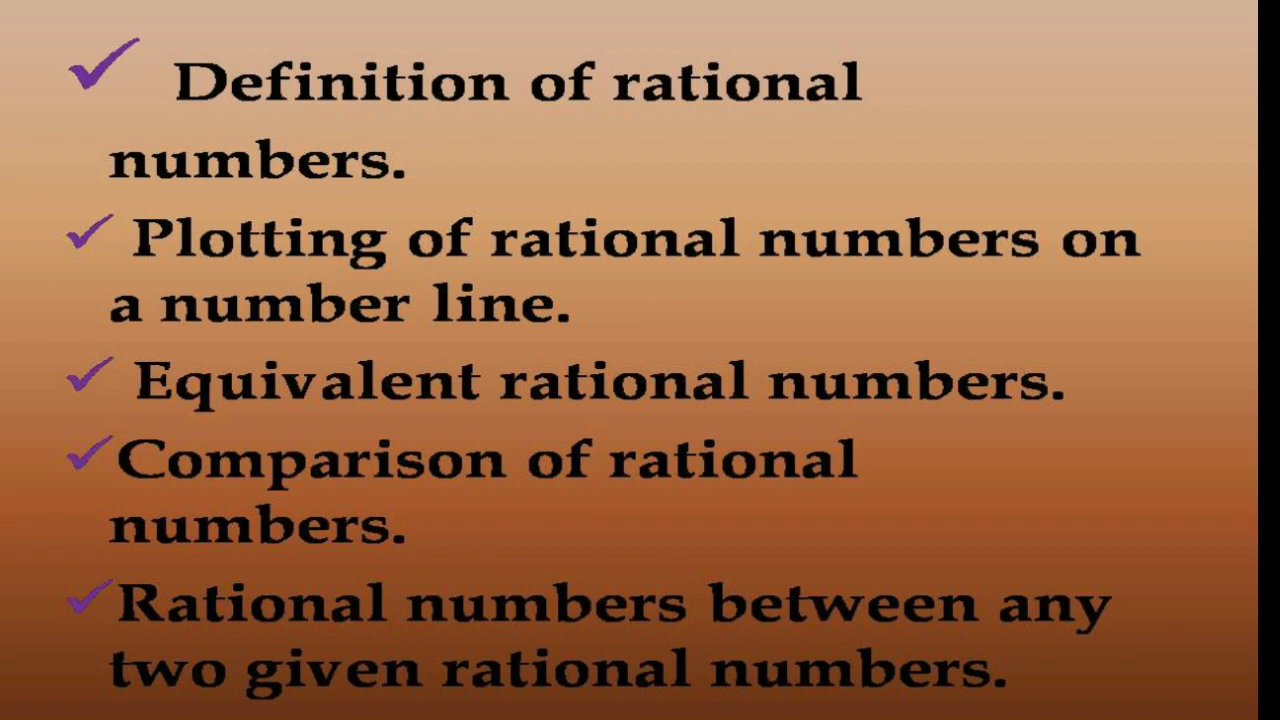 ✓ Definition of rational
numbers.
✓ Plotting of rational numbers on
a number line.
✓ Equivalent rational numbers.
✓Comparison of rational
numbers.
✓Rational numbers between any
two given rational numbers.